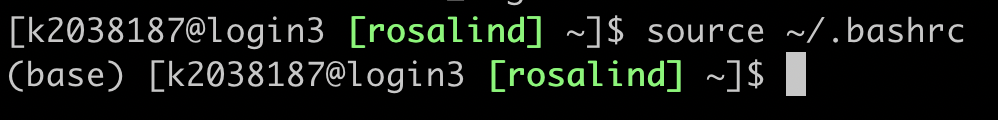 [k2038187@login3 [rosalind] ~]$ source ~/.bashrc
(base) [k2038187@login3 [rosalind] ~]$